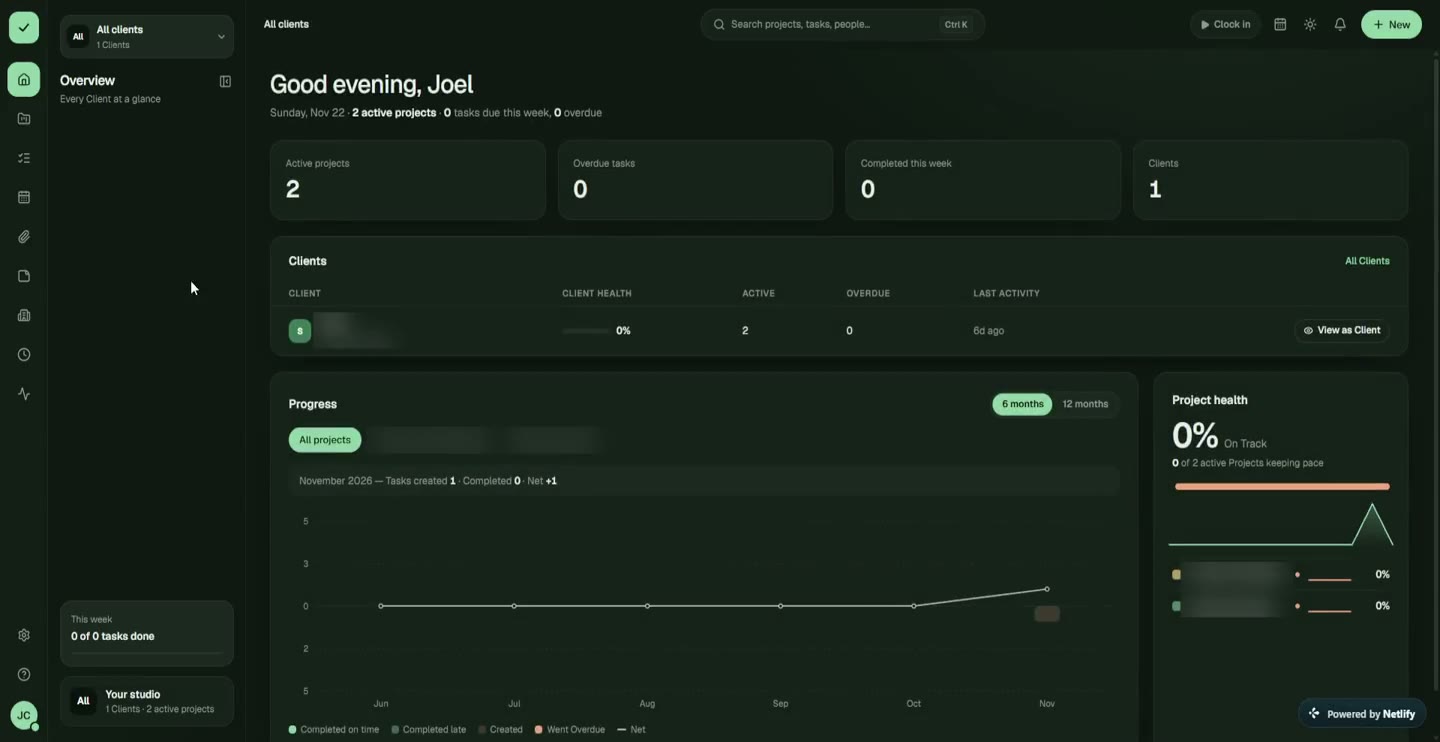 All
All clients
1 Clients
Overview
Every Client at a glance
This week
0 of 0 tasks done
All
Your studio
1 Clients · 2 active projects
JC
All clients
Search projects, tasks, people...
Ctrl K
Clock in
New
Good evening, Joel
Sunday, Nov 22 · 2 active projects · 0 tasks due this week, 0 overdue
Active projects
2
Overdue tasks
0
Completed this week
0
Clients
1
Clients
All Clients
CLIENT CLIENT HEALTH ACTIVE OVERDUE LAST ACTIVITY
S 0% 2 0 6d ago View as Client
Progress
6 months 12 months
All projects
November 2026 — Tasks created 1 · Completed 0 · Net +1
5
3
0
2
5
Jun Jul Aug Sep Oct Nov
Completed on time Completed late Created Went Overdue Net
Project health
0% On Track
0 of 2 active Projects keeping pace
0%
0%
Powered by Netlify